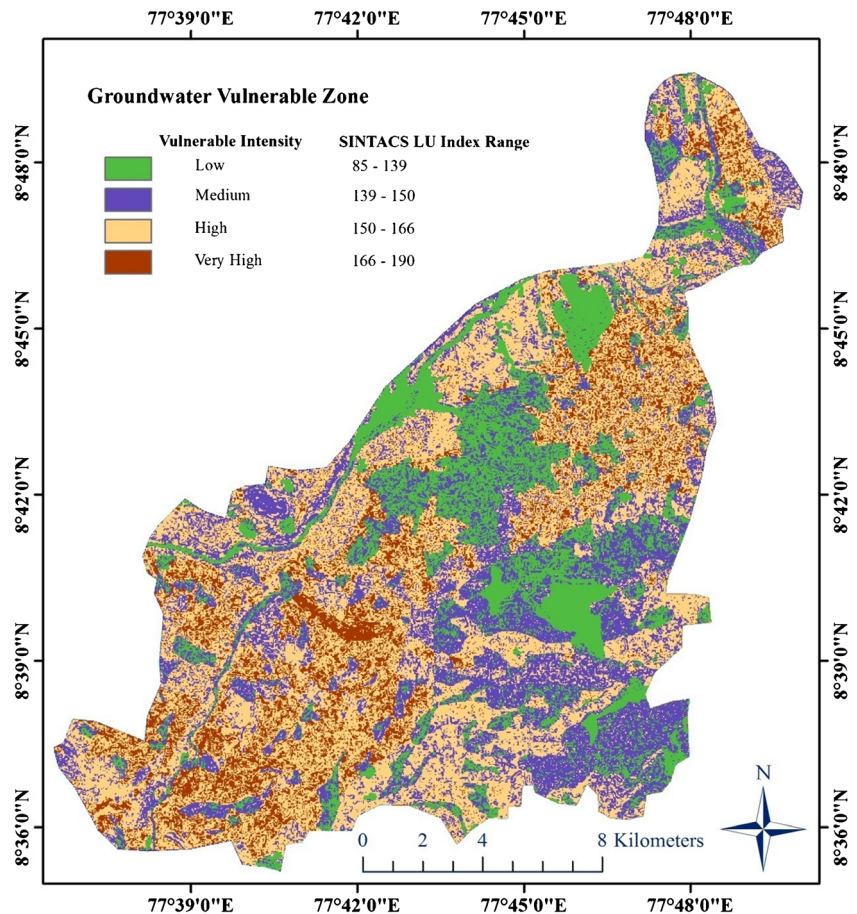 77°39'0"E 77°42'0"E 77°45'0"E 77°48'0"E
Groundwater Vulnerable Zone
Vulnerable Intensity SINTACS LU Index Range
Low 85 - 139
Medium 139 - 150
High 150 - 166
Very High 166 - 190
8°48'0"N 8°48'0"N
8°45'0"N 8°45'0"N
8°42'0"N 8°42'0"N
8°39'0"N 8°39'0"N
8°36'0"N 8°36'0"N
N
0 2 4 8 Kilometers
77°39'0"E 77°42'0"E 77°45'0"E 77°48'0"E